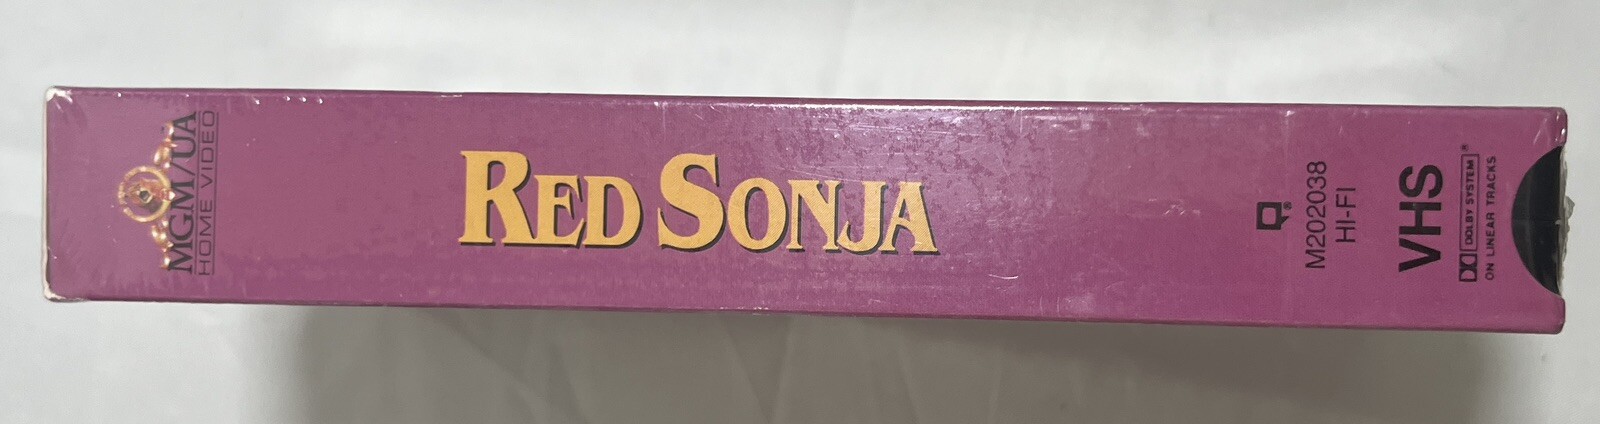 MGM/UA
HOME VIDEO
RED SONJA
M202038
HI-FI
VHS
DOLBY SYSTEM®
ON LINEAR TRACKS